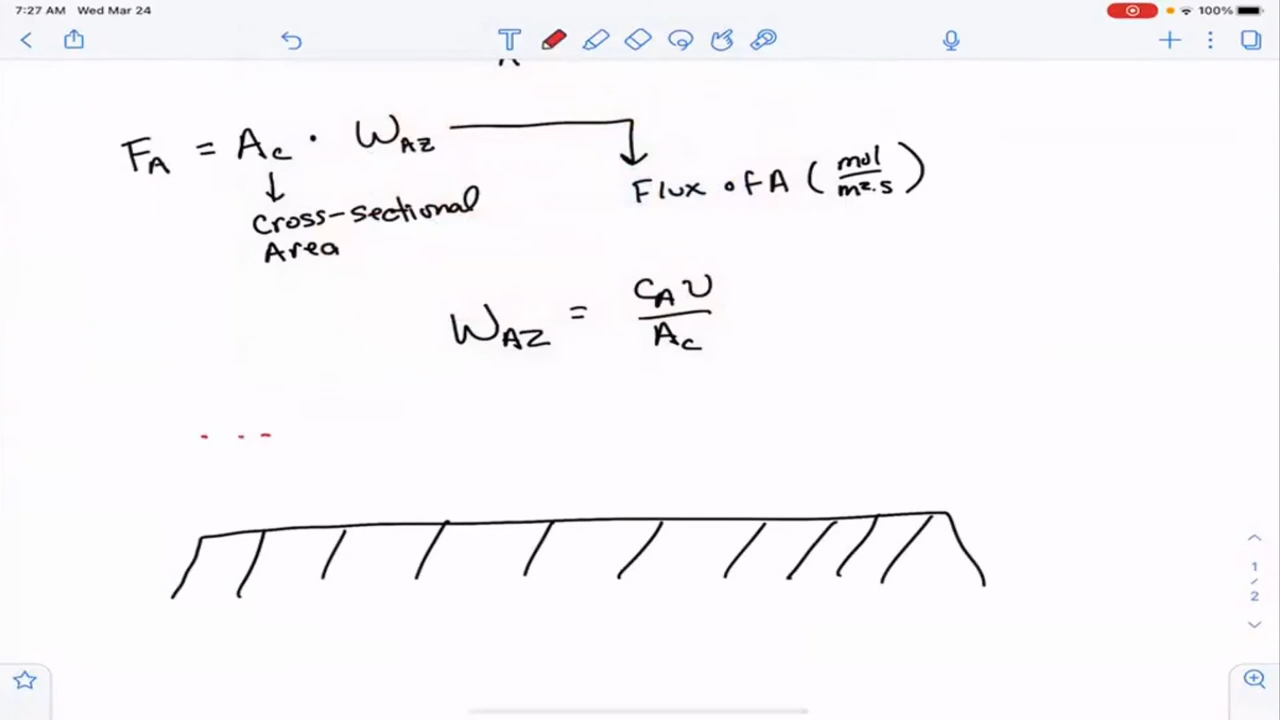 7:27 AM Wed Mar 24
100%
F_A = A_C · W_AZ
Flux of A (mol/m²·s)
Cross-sectional
Area
W_AZ = C_A υ / A_C
1
/
2